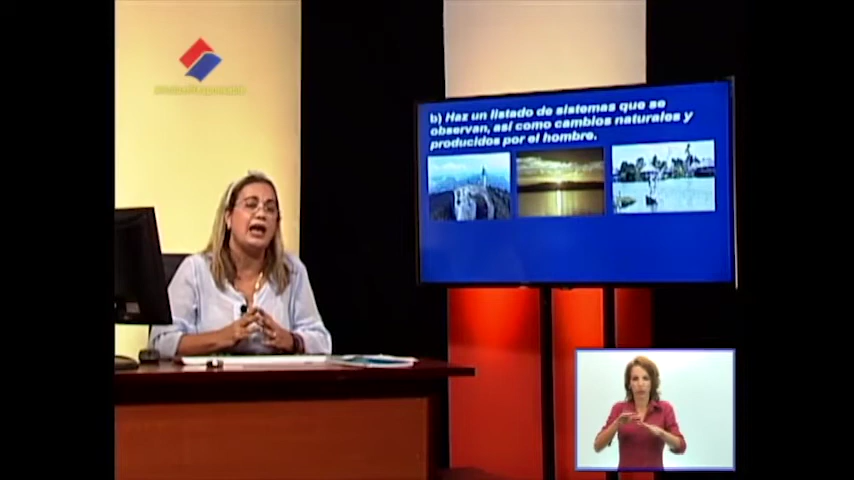 b) Haz un listado de sistemas que se
observan, así como cambios naturales y
producidos por el hombre.